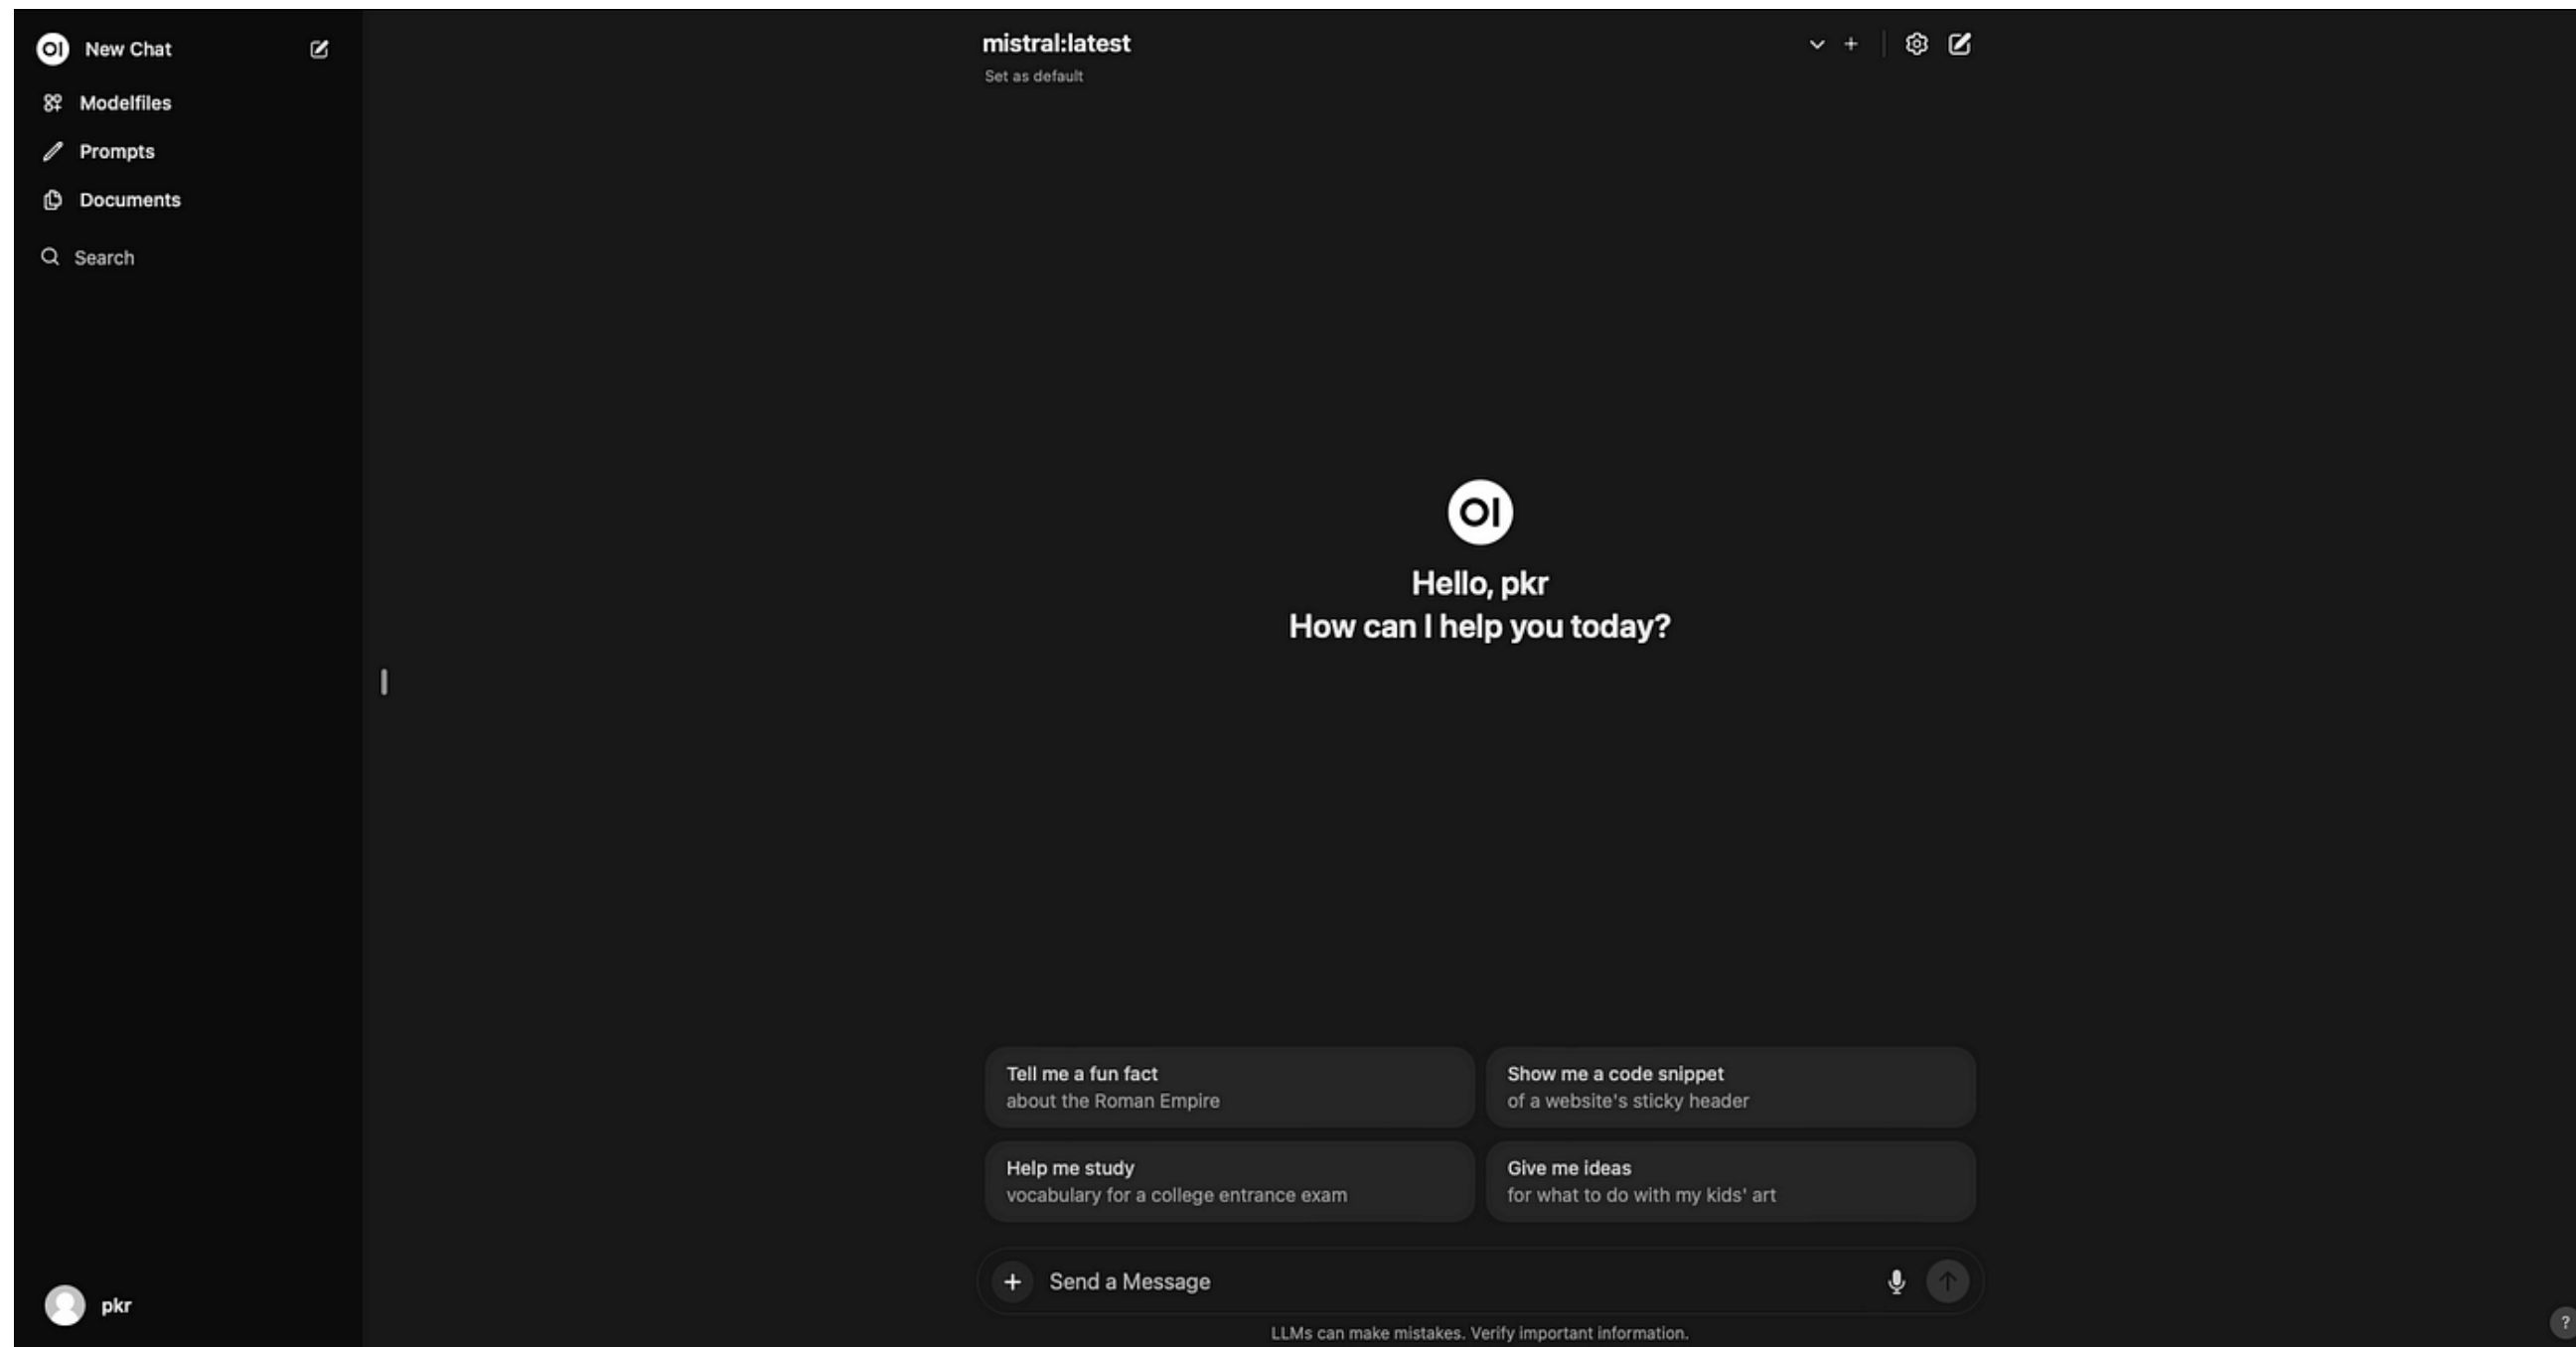 OI New Chat
Modelfiles
Prompts
Documents
Search
pkr
mistral:latest
Set as default
OI
Hello, pkr
How can I help you today?
Tell me a fun fact
about the Roman Empire
Show me a code snippet
of a website's sticky header
Help me study
vocabulary for a college entrance exam
Give me ideas
for what to do with my kids' art
Send a Message
LLMs can make mistakes. Verify important information.
?